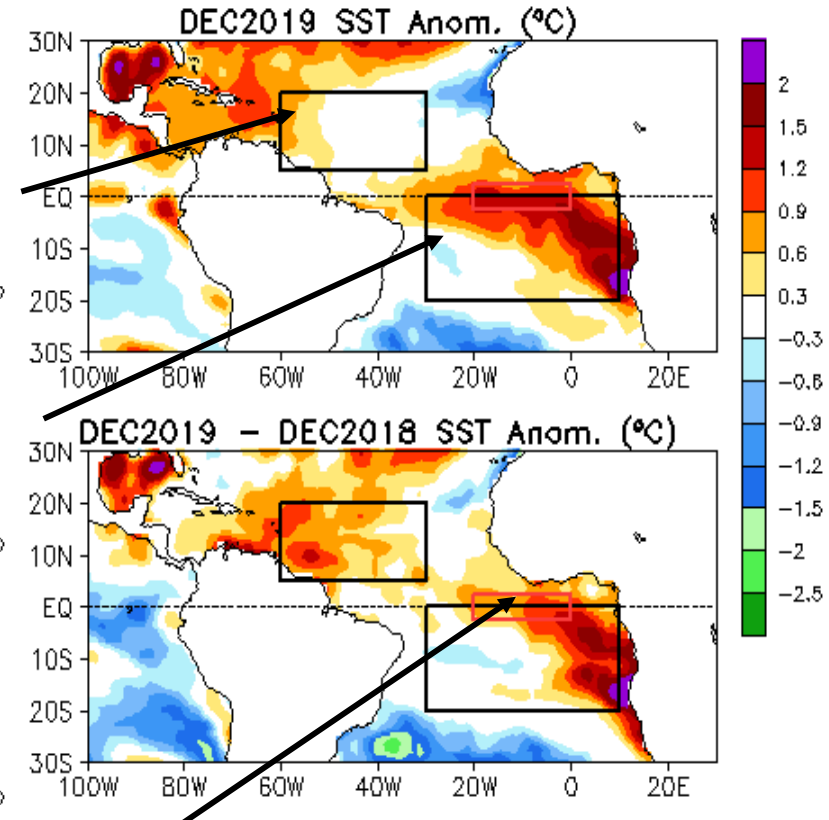 DEC2019 SST Anom. (ºC)
30N
20N
10N
EQ
10S
20S
30S
100W 80W 60W 40W 20W 0 20E
DEC2019 – DEC2018 SST Anom. (ºC)
30N
20N
10N
EQ
10S
20S
30S
100W 80W 60W 40W 20W 0 20E
2
1.5
1.2
0.9
0.6
0.3
-0.3
-0.6
-0.9
-1.2
-1.5
-2
-2.5